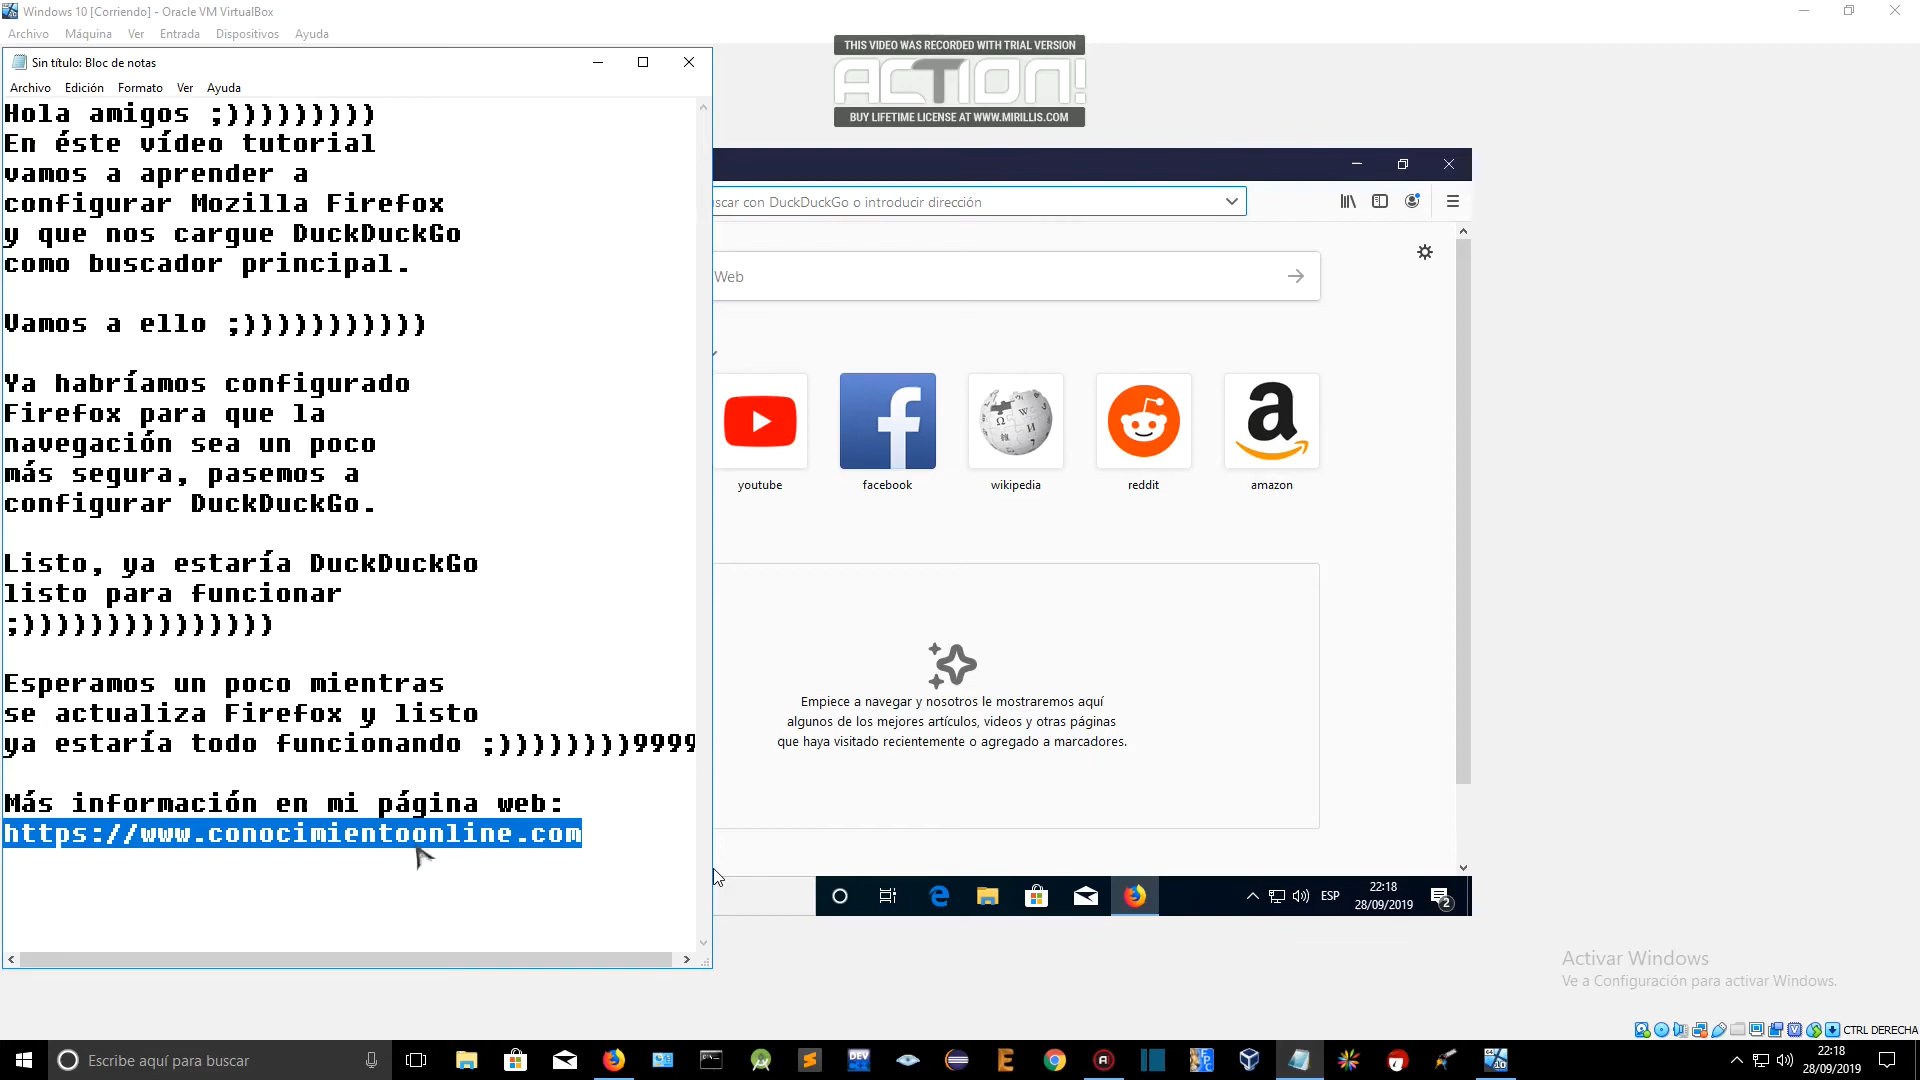 Windows 10 [Corriendo] - Oracle VM VirtualBox
Archivo Máquina Ver Entrada Dispositivos Ayuda
THIS VIDEO WAS RECORDED WITH TRIAL VERSION
ACTION!
BUY LIFETIME LICENSE AT WWW.MIRILLIS.COM
Sin título: Bloc de notas
Archivo Edición Formato Ver Ayuda
Hola amigos ;)))))))))
En éste vídeo tutorial
vamos a aprender a
configurar Mozilla Firefox
y que nos cargue DuckDuckGo
como buscador principal.
Vamos a ello ;)))))))))))
Ya habríamos configurado
Firefox para que la
navegación sea un poco
más segura, pasemos a
configurar DuckDuckGo.
Listo, ya estaría DuckDuckGo
listo para funcionar
;)))))))))))))))
Esperamos un poco mientras
se actualiza Firefox y listo
ya estaría todo funcionando ;)))))))))9999
Más información en mi página web:
https://www.conocimientoonline.com
scar con DuckDuckGo o introducir dirección
Web
youtube facebook wikipedia reddit amazon
Empiece a navegar y nosotros le mostraremos aquí
algunos de los mejores artículos, videos y otras páginas
que haya visitado recientemente o agregado a marcadores.
ESP
22:18
28/09/2019
2
Activar Windows
Ve a Configuración para activar Windows.
CTRL DERECHA
Escribe aquí para buscar
22:18
28/09/2019